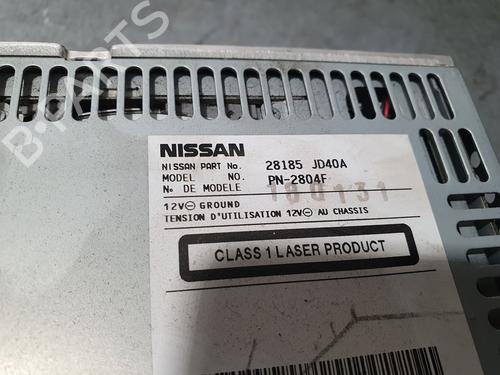 B-PARTS
NISSAN
NISSAN PART No. 28185 JD40A
MODEL NO. PN-2804F
No DE MODELE
180131
12V⊖ GROUND
TENSION D'UTILISATION 12V⊖ AU CHASSIS
CLASS 1 LASER PRODUCT